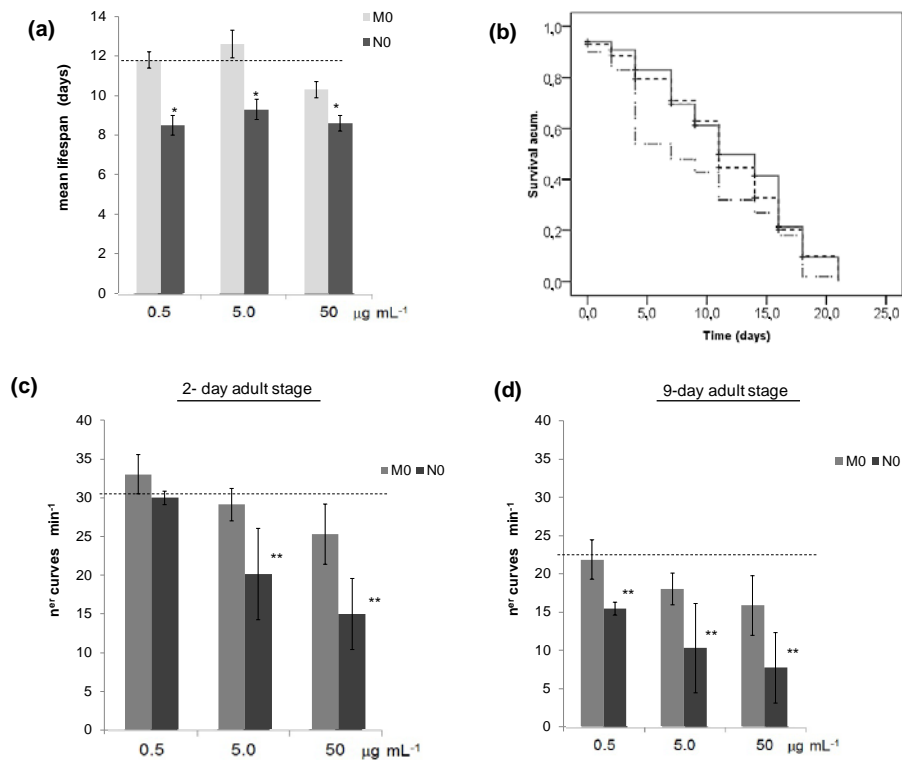 (a)
M0
N0
mean lifespan (days)
14
12
10
8
6
4
2
0
*
*
*
0.5 5.0 50 µg mL-1
(b)
Survival acum.
1,0
0,8
0,6
0,4
0,2
0,0
0,0 5,0 10,0 15,0 20,0 25,0
Time (days)
(c)
2- day adult stage
M0 N0
ner curves min-1
40
35
30
25
20
15
10
5
0
**
**
0.5 5.0 50 µg mL-1
(d)
9-day adult stage
M0 N0
ner curves min-1
40
35
30
25
20
15
10
5
0
**
**
**
0.5 5.0 50 µg mL-1